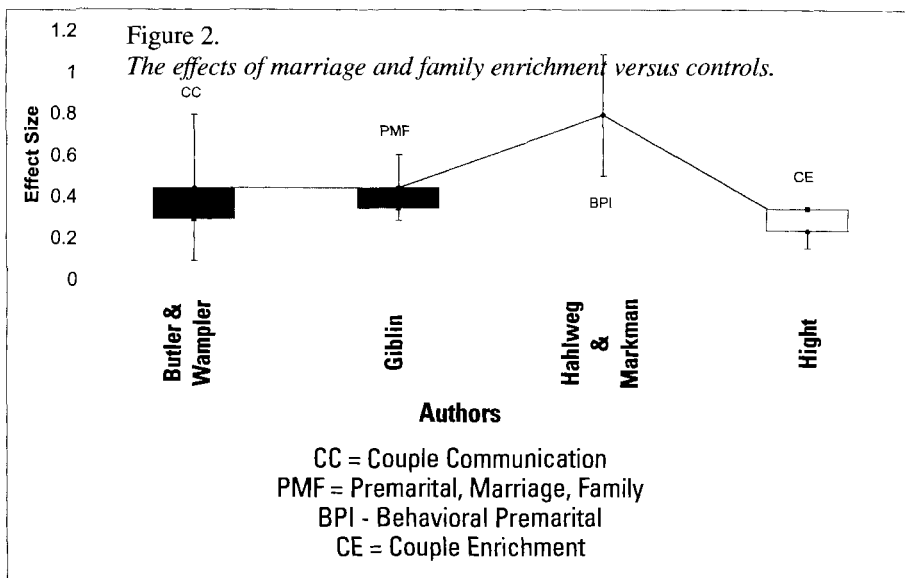 Figure 2.
The effects of marriage and family enrichment versus controls.
Effect Size
1.2
1
0.8
0.6
0.4
0.2
0
CC
PMF
BPI
CE
Butler &
Wampler
Giblin
Hahlweg
&
Markman
Hight
Authors
CC = Couple Communication
PMF = Premarital, Marriage, Family
BPI - Behavioral Premarital
CE = Couple Enrichment